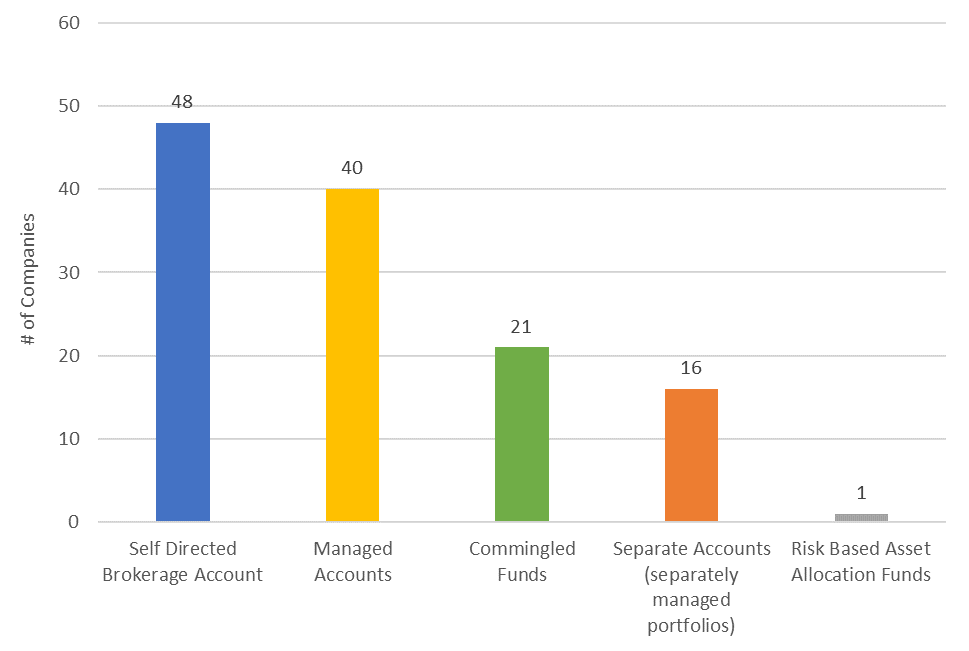 60
50
40
30
20
10
0
# of Companies
48
40
21
16
1
Self Directed
Brokerage Account
Managed
Accounts
Commingled
Funds
Separate Accounts
(separately
managed
portfolios)
Risk Based Asset
Allocation Funds